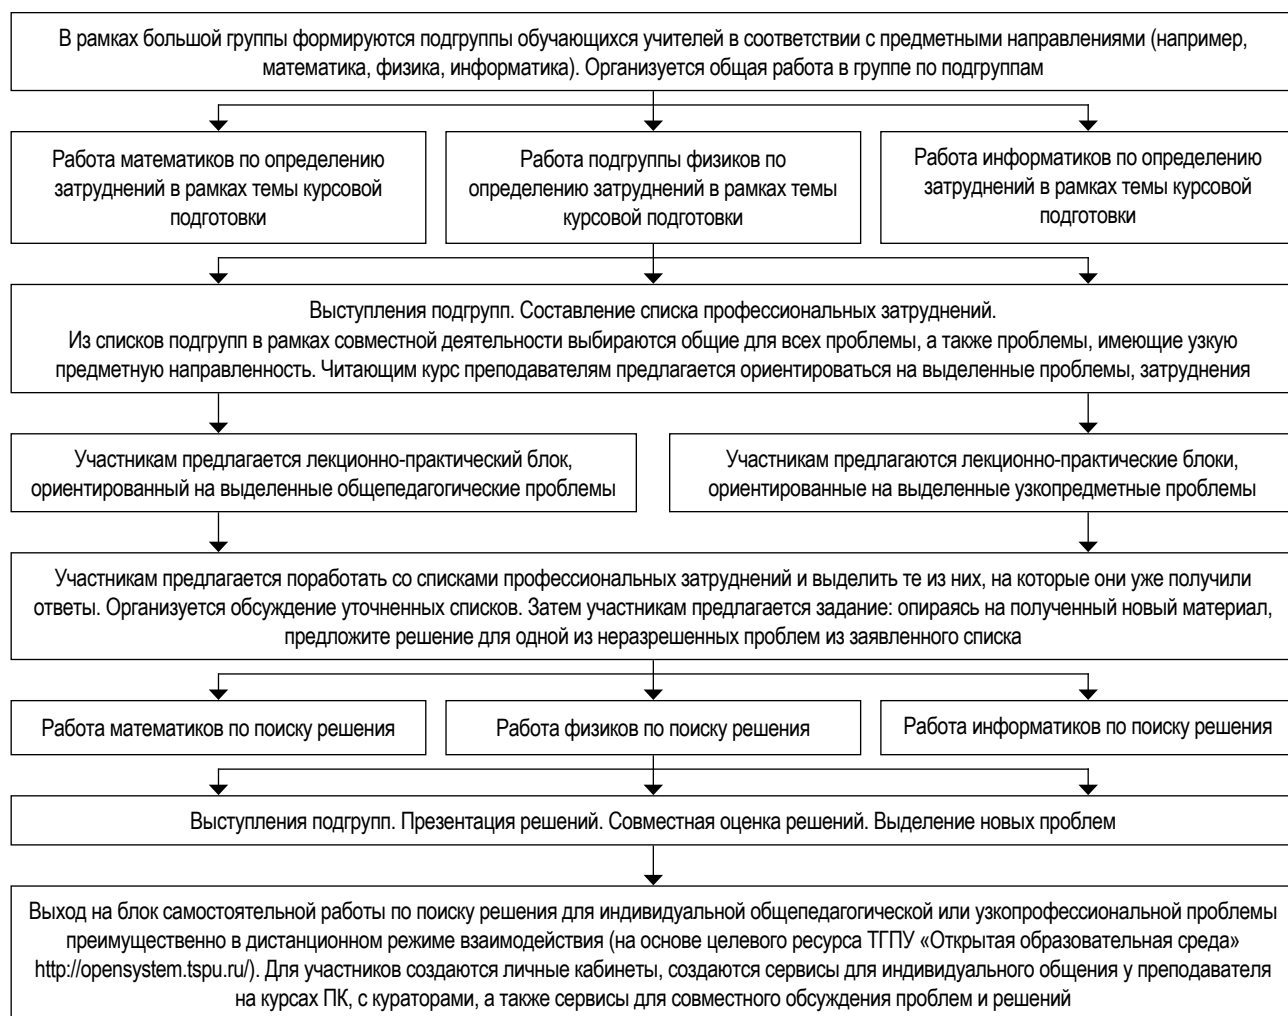 В рамках большой группы формируются подгруппы обучающихся учителей в соответствии с предметными направлениями (например,
математика, физика, информатика). Организуется общая работа в группе по подгруппам
Работа математиков по определению
затруднений в рамках темы курсовой
подготовки
Работа подгруппы физиков по
определению затруднений в рамках темы
курсовой подготовки
Работа информатиков по определению
затруднений в рамках темы курсовой
подготовки
Выступления подгрупп. Составление списка профессиональных затруднений.
Из списков подгрупп в рамках совместной деятельности выбираются общие для всех проблемы, а также проблемы, имеющие узкую
предметную направленность. Читающим курс преподавателям предлагается ориентироваться на выделенные проблемы, затруднения
Участникам предлагается лекционно-практический блок,
ориентированный на выделенные общепедагогические проблемы
Участникам предлагаются лекционно-практические блоки,
ориентированные на выделенные узкопредметные проблемы
Участникам предлагается поработать со списками профессиональных затруднений и выделить те из них, на которые они уже получили
ответы. Организуется обсуждение уточненных списков. Затем участникам предлагается задание: опираясь на полученный новый материал,
предложите решение для одной из неразрешенных проблем из заявленного списка
Работа математиков по поиску решения
Работа физиков по поиску решения
Работа информатиков по поиску решения
Выступления подгрупп. Презентация решений. Совместная оценка решений. Выделение новых проблем
Выход на блок самостоятельной работы по поиску решения для индивидуальной общепедагогической или узкопрофессиональной проблемы
преимущественно в дистанционном режиме взаимодействия (на основе целевого ресурса ТГПУ «Открытая образовательная среда»
http://opensystem.tspu.ru/). Для участников создаются личные кабинеты, создаются сервисы для индивидуального общения у преподавателя
на курсах ПК, с кураторами, а также сервисы для совместного обсуждения проблем и решений